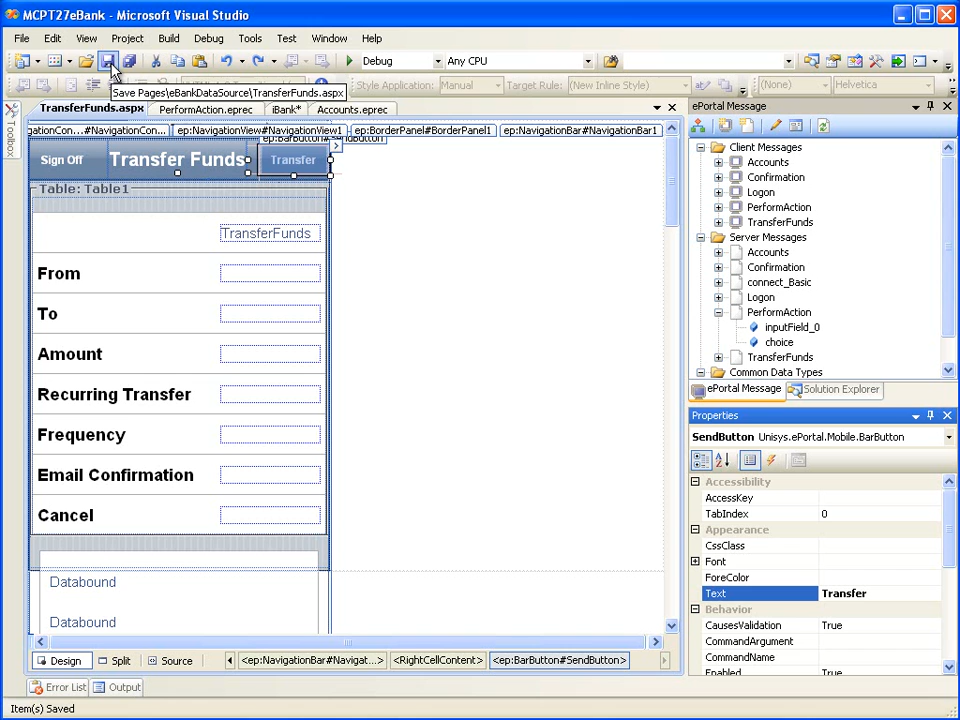 MCPT27eBank - Microsoft Visual Studio
File Edit View Project Build Debug Tools Test Window Help
Debug Any CPU
Manual Target Rule: (New Inline Style) (None) Helvetica
Save Pages\eBankDataSource\TransferFunds.aspx
Toolbox
TransferFunds.aspx PerformAction.eprec iBank* Accounts.eprec
vigationCon...#NavigationCon... ep:NavigationView#NavigationView1 ep:BorderPanel#BorderPanel1 ep:NavigationBar#NavigationBar1
ep:BarButton#SendButton
Sign Off Transfer Funds Transfer
Table: Table1
TransferFunds
From
To
Amount
Recurring Transfer
Frequency
Email Confirmation
Cancel
Databound
Databound
Design Split Source <ep:NavigationBar#Navigat...> <RightCellContent> <ep:BarButton#SendButton>
Error List Output
Item(s) Saved
ePortal Message
Client Messages
Accounts
Confirmation
Logon
PerformAction
TransferFunds
Server Messages
Accounts
Confirmation
connect_Basic
Logon
PerformAction
inputField_0
choice
TransferFunds
Common Data Types
ePortal Message Solution Explorer
Properties
SendButton Unisys.ePortal.Mobile.BarButton
Accessibility
AccessKey
TabIndex 0
Appearance
CssClass
Font
ForeColor
Text Transfer
Behavior
CausesValidation True
CommandArgument
CommandName
Enabled True